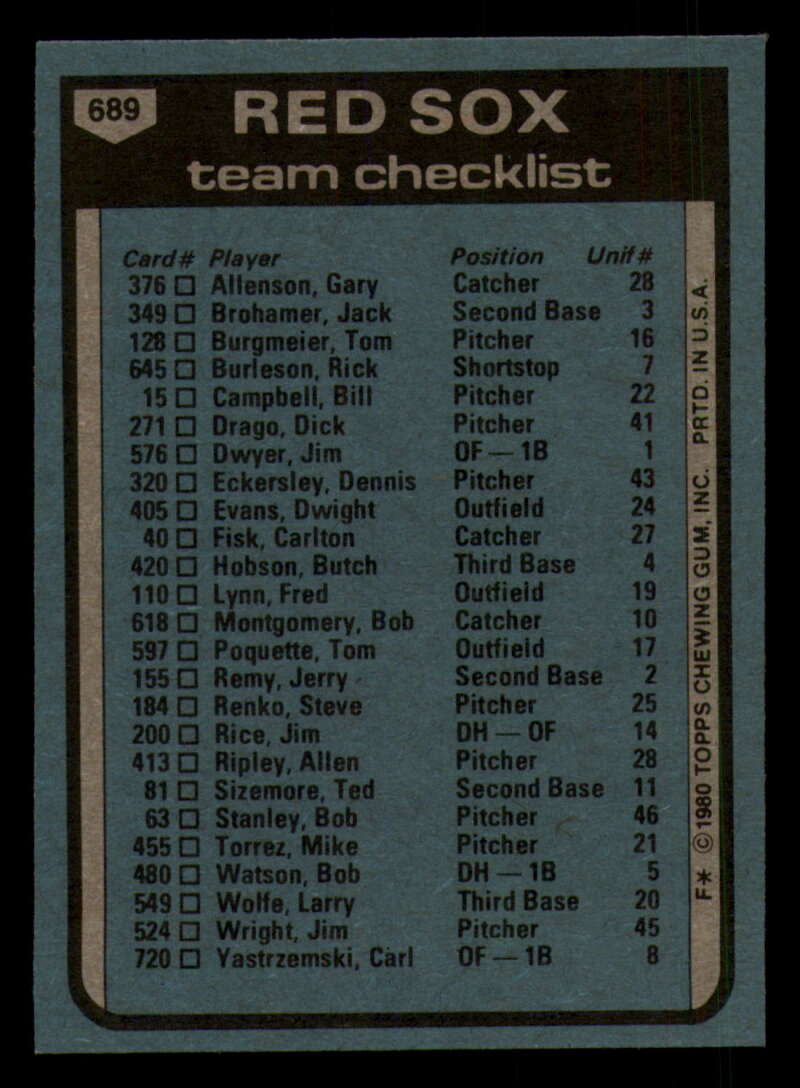 689
RED SOX
team checklist
Card# Player Position Unif#
376 □ Allenson, Gary Catcher 28
349 □ Brohamer, Jack Second Base 3
128 □ Burgmeier, Tom Pitcher 16
645 □ Burleson, Rick Shortstop 7
15 □ Campbell, Bill Pitcher 22
271 □ Drago, Dick Pitcher 41
576 □ Dwyer, Jim OF — 1B 1
320 □ Eckersley, Dennis Pitcher 43
405 □ Evans, Dwight Outfield 24
40 □ Fisk, Carlton Catcher 27
420 □ Hobson, Butch Third Base 4
110 □ Lynn, Fred Outfield 19
618 □ Montgomery, Bob Catcher 10
597 □ Poquette, Tom Outfield 17
155 □ Remy, Jerry Second Base 2
184 □ Renko, Steve Pitcher 25
200 □ Rice, Jim DH — OF 14
413 □ Ripley, Allen Pitcher 28
81 □ Sizemore, Ted Second Base 11
63 □ Stanley, Bob Pitcher 46
455 □ Torrez, Mike Pitcher 21
480 □ Watson, Bob DH — 1B 5
549 □ Wolfe, Larry Third Base 20
524 □ Wright, Jim Pitcher 45
720 □ Yastrzemski, Carl OF — 1B 8
F* ©1980 TOPPS CHEWING GUM, INC. PRTD. IN U.S.A.